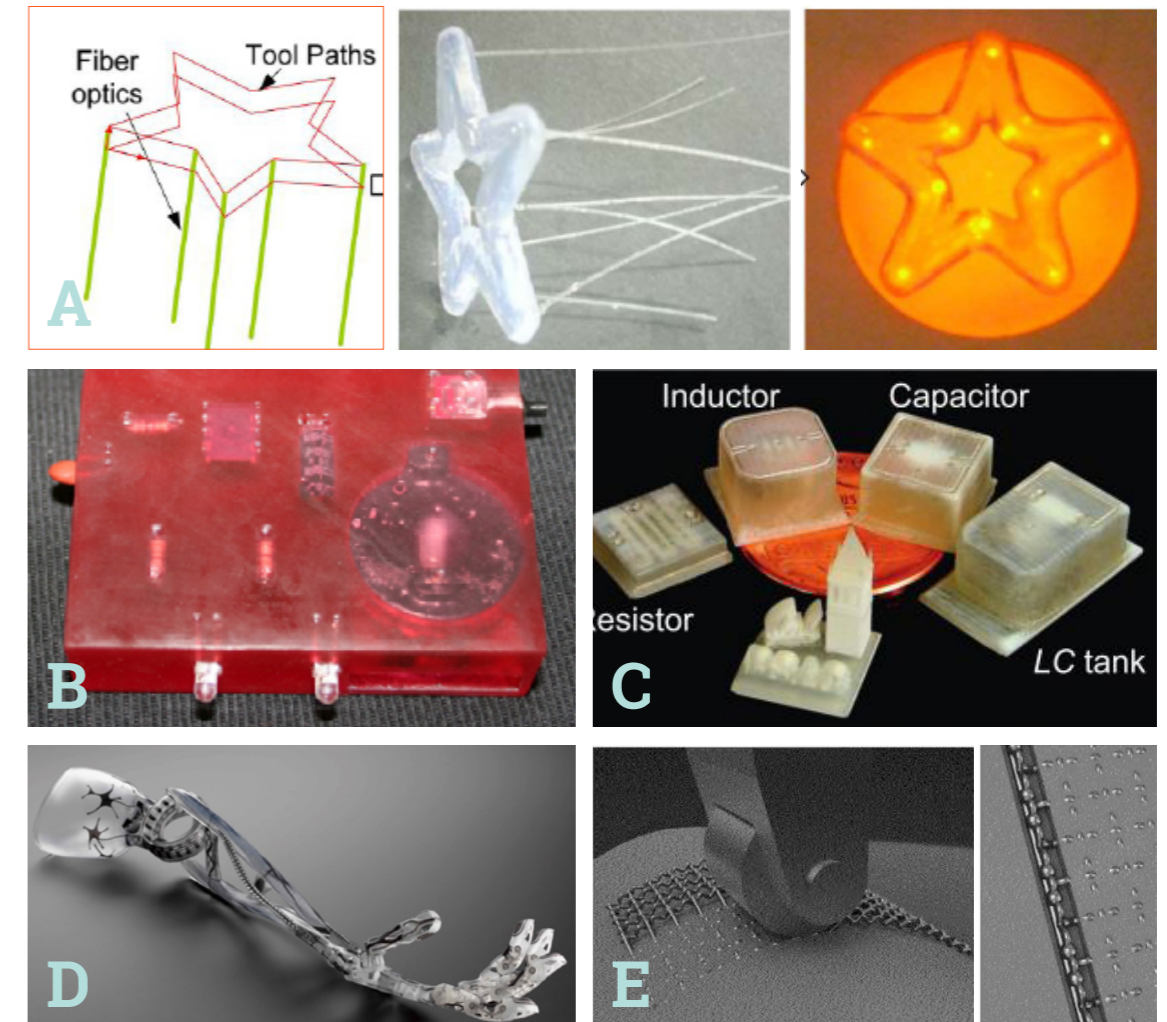 Fiber
optics
Tool Paths
A
B
Inductor
Capacitor
esistor
LC tank
C
D
E